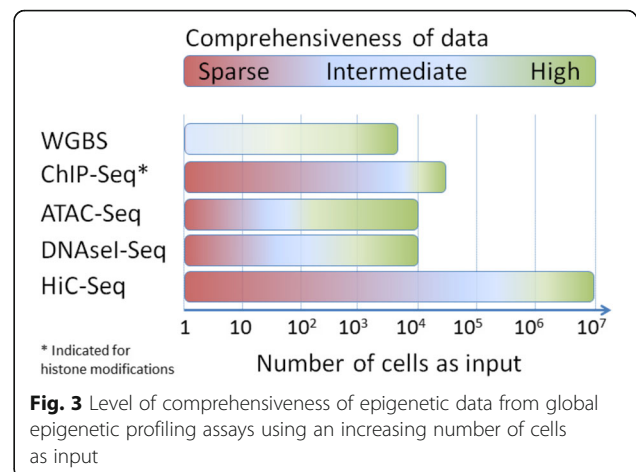 Comprehensiveness of data
Sparse Intermediate High
WGBS
ChIP-Seq*
ATAC-Seq
DNAseI-Seq
HiC-Seq
1 10 10² 10³ 10⁴ 10⁵ 10⁶ 10⁷
* Indicated for
histone modifications
Number of cells as input
Fig. 3 Level of comprehensiveness of epigenetic data from global
epigenetic profiling assays using an increasing number of cells
as input